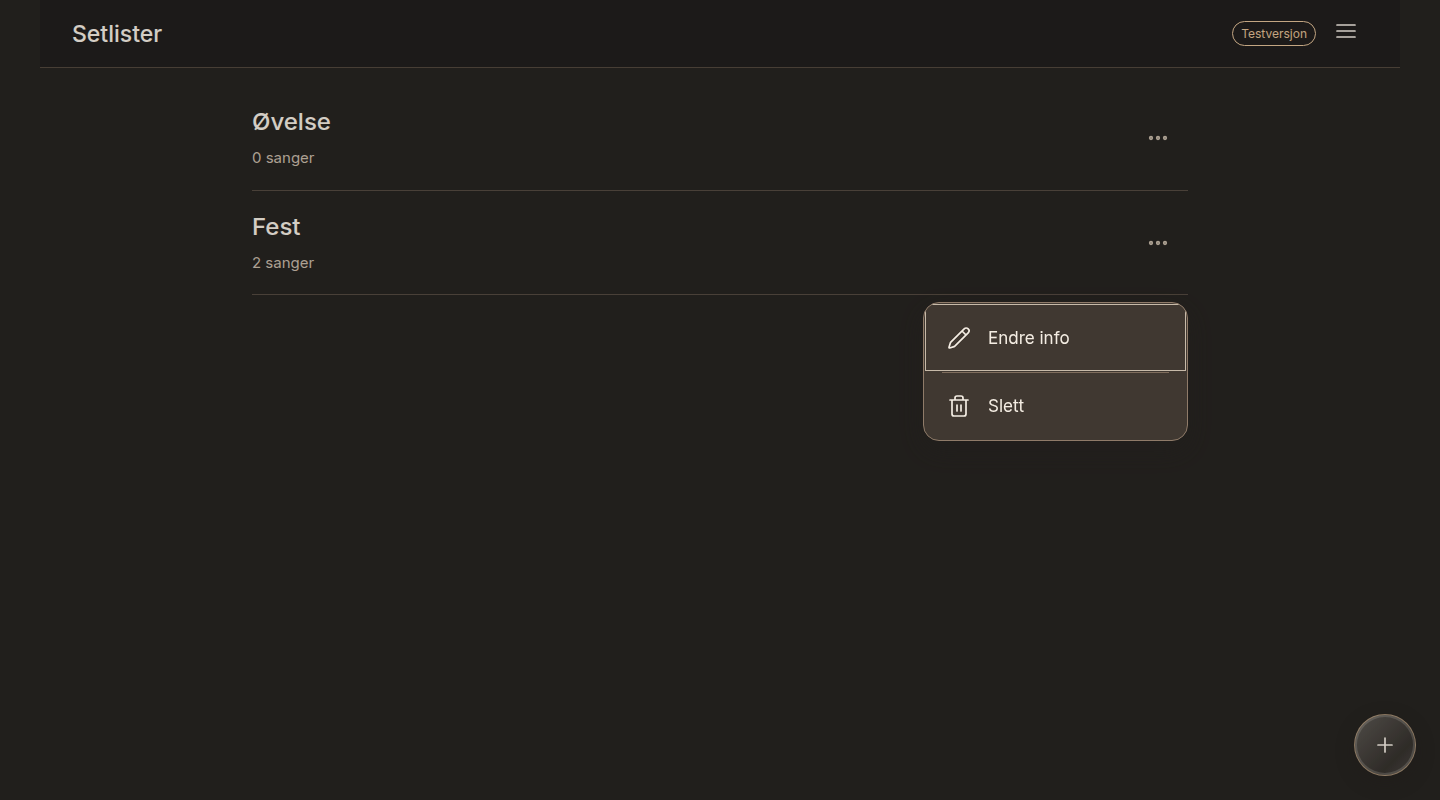 Setlister
Testversjon
Øvelse
0 sanger
Fest
2 sanger
Endre info
Slett